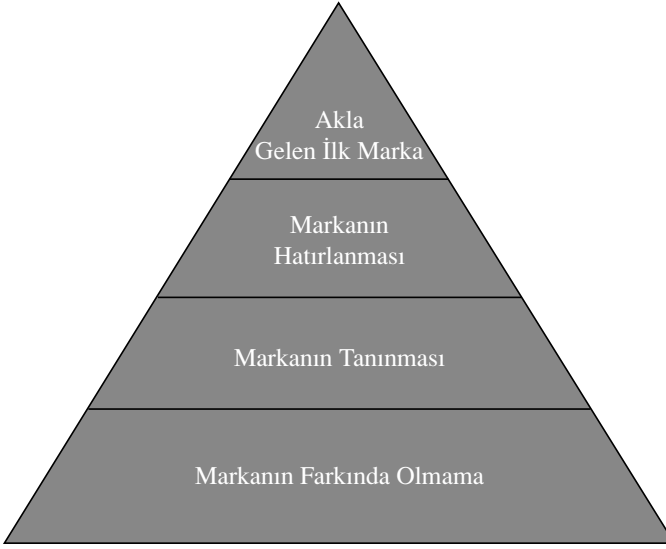 Akla
Gelen İlk Marka
Markanın
Hatırlanması
Markanın Tanınması
Markanın Farkında Olmama